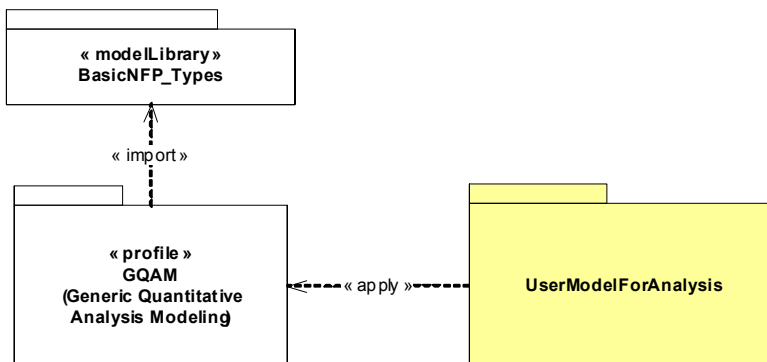 « modelLibrary »
BasicNFP_Types
« import »
« profile »
GQAM
(Generic Quantitative
Analysis Modeling)
« apply »
UserModelForAnalysis